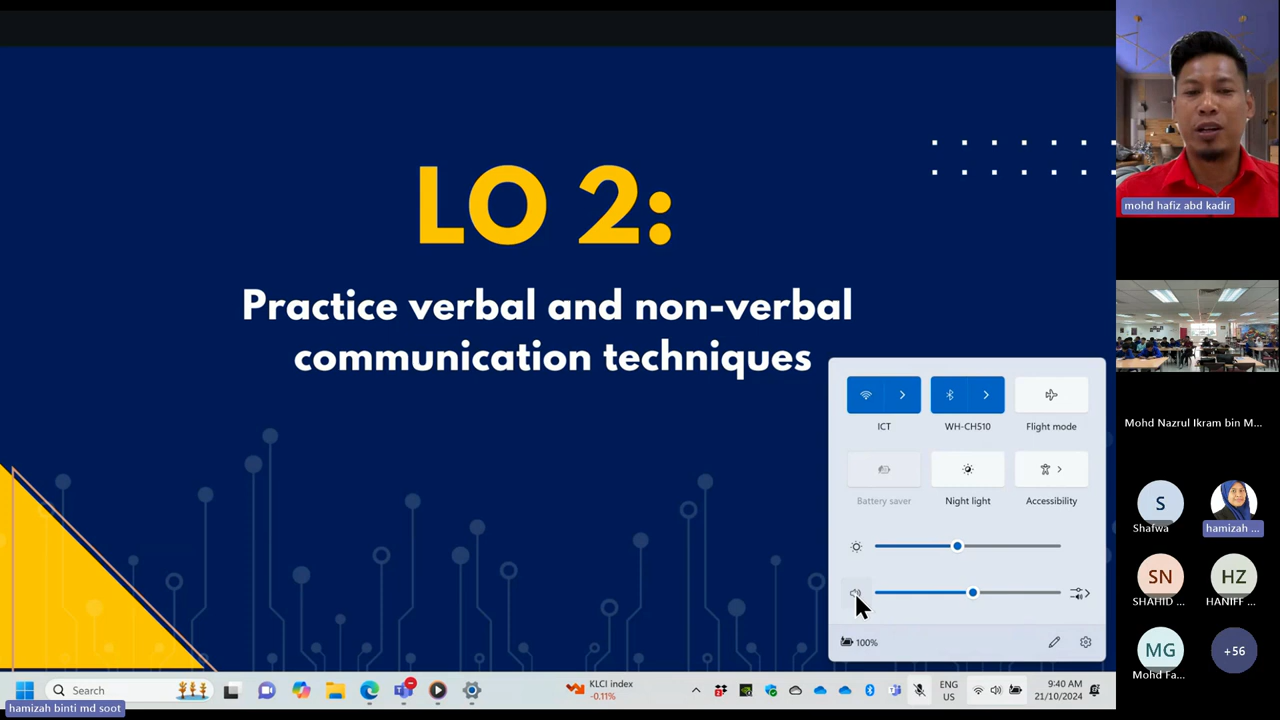 LO 2:
Practice verbal and non-verbal
communication techniques
ICT
WH-CH510
Flight mode
Battery saver
Night light
Accessibility
100%
Search
KLCI index
-0.11%
ENG
US
9:40 AM
21/10/2024
hamizah binti md soot
mohd hafiz abd kadir
Mohd Nazrul Ikram bin M...
S
Shafwa
hamizah ...
SN
SHAHID ...
HZ
HANIFF ...
MG
Mohd Fa...
+56